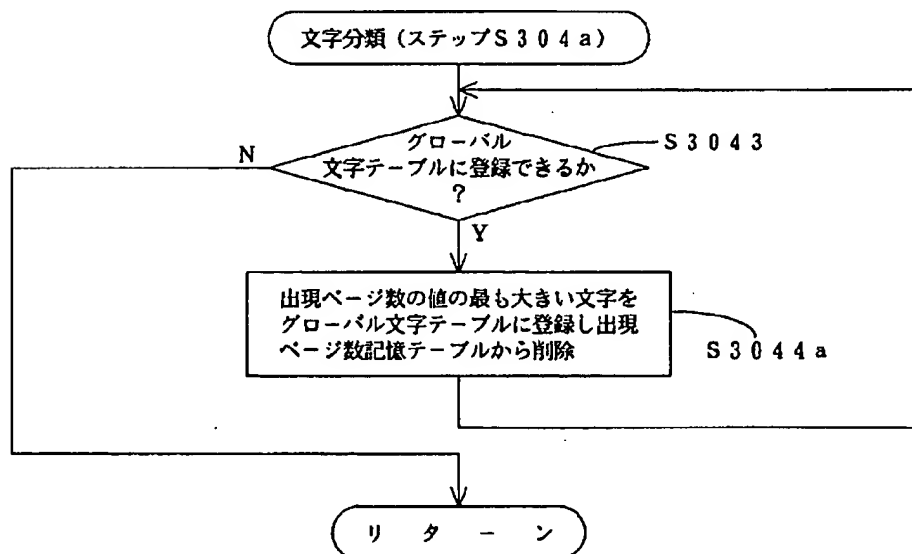 文字分類(ステップS304a)
グローバル
S3043
N
文字テーブルに登録できるか
?
Y
出現ページ数の値の最も大きい文字を
グローバル文字テーブルに登録し出現
ページ数記憶テーブルから削除
S3044a
リターン